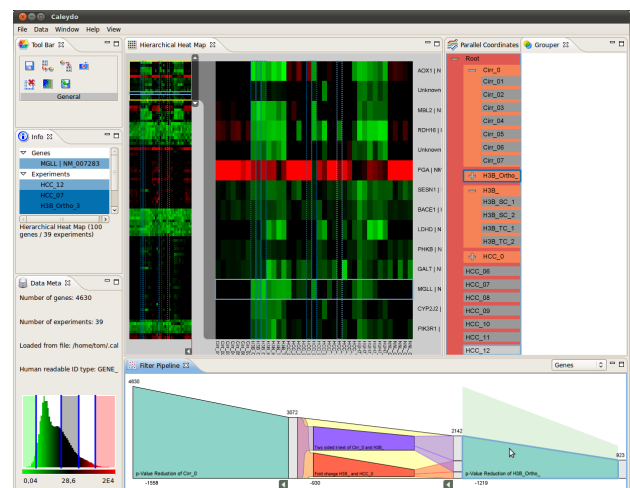 Caleydo
File Data Window Help View
Tool Bar
General
Info
Genes
MGLL | NM_007283
Experiments
HCC_12
HCC_07
H3B_Ortho_3
Hierarchical Heat Map (100
genes / 39 experiments)
Data Meta
Number of genes: 4630
Number of experiments: 39
Loaded from file: /home/tom/.cal
Human readable ID type: GENE_
0,04 28,6 2E4
Hierarchical Heat Map
AOX1 | N
Unknown
MBL2 | N
RDH16 | I
Unknown
FGA | NM
SESN1 |
BACE1 | I
LDHD | N
PHKB | N
GALT | N
MGLL | N
CYP2J2 |
PIK3R1 |
Parallel Coordinates Grouper
Root
Cirr_0
Cirr_01
Cirr_02
Cirr_03
Cirr_04
Cirr_05
Cirr_06
Cirr_07
H3B_Ortho_
H3B_
H3B_SC_1
H3B_SC_2
H3B_TC_1
H3B_TC_2
HCC_0
HCC_06
HCC_07
HCC_08
HCC_09
HCC_10
HCC_11
HCC_12
Filter Pipeline
Genes
4630
3072
2142
923
Two sided t-test of Cirr_0 and H3B_
Fold change H3B_ and HCC_0
p-Value Reduction of Cirr_0
p-Value Reduction of H3B_Ortho_
-1558
-930
-1219